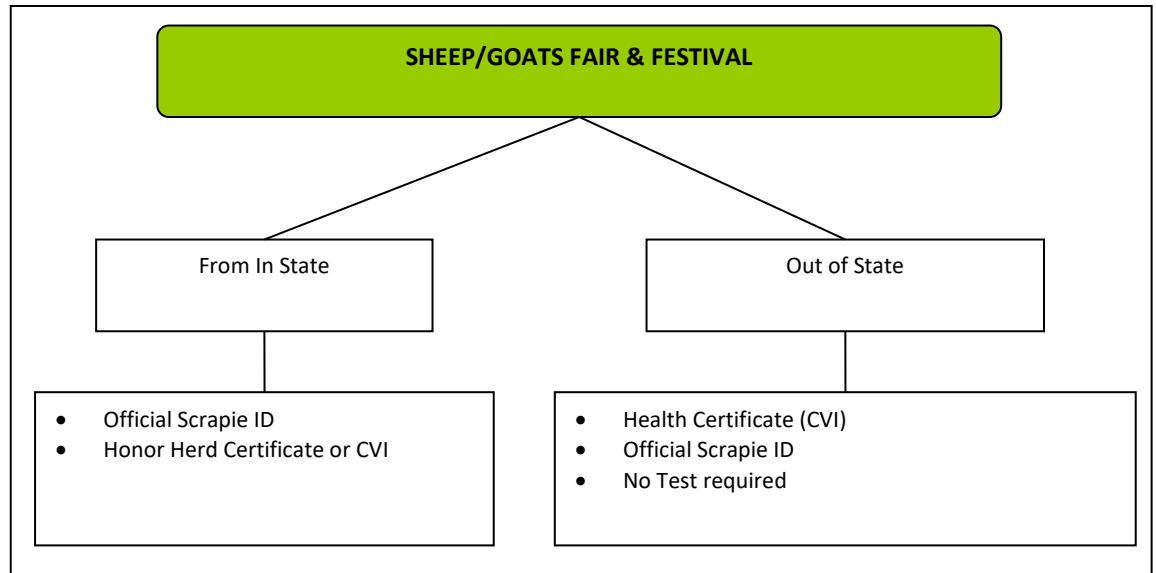 SHEEP/GOATS FAIR & FESTIVAL
From In State
Out of State
• Official Scrapie ID
• Honor Herd Certificate or CVI
• Health Certificate (CVI)
• Official Scrapie ID
• No Test required